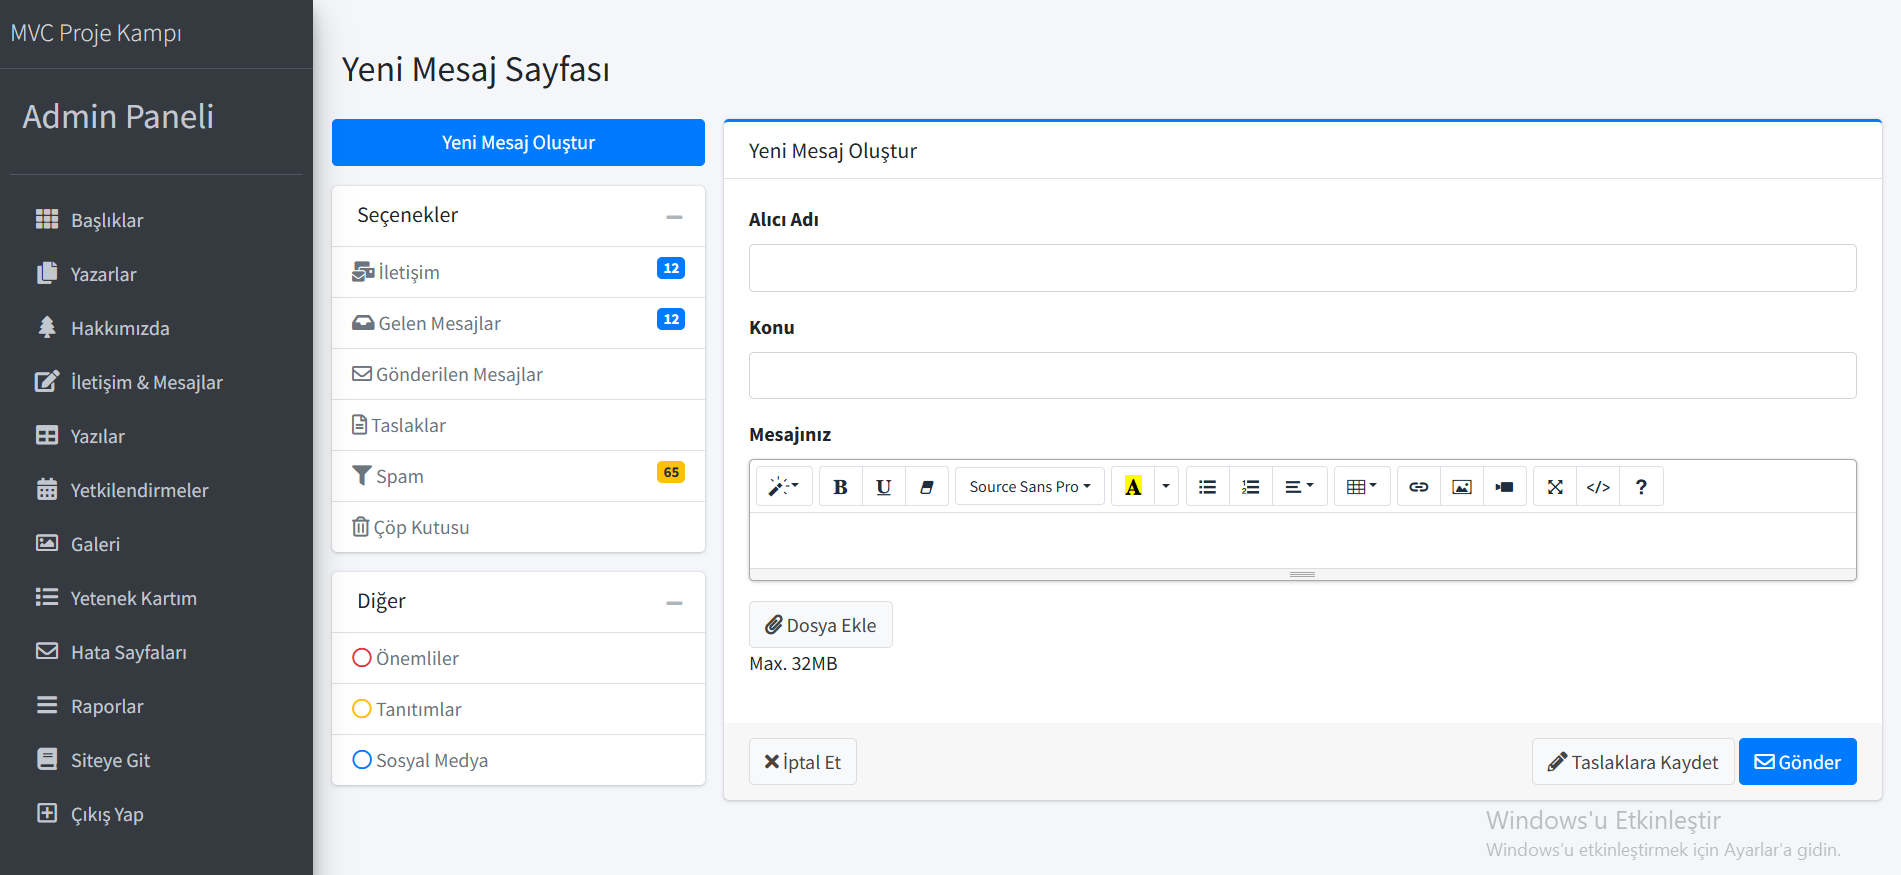 MVC Proje Kampı
Admin Paneli
Başlıklar
Yazarlar
Hakkımızda
İletişim & Mesajlar
Yazılar
Yetkilendirmeler
Galeri
Yetenek Kartım
Hata Sayfaları
Raporlar
Siteye Git
Çıkış Yap
Yeni Mesaj Sayfası
Yeni Mesaj Oluştur
Seçenekler
İletişim 12
Gelen Mesajlar 12
Gönderilen Mesajlar
Taslaklar
Spam 65
Çöp Kutusu
Diğer
Önemliler
Tanıtımlar
Sosyal Medya
Yeni Mesaj Oluştur
Alıcı Adı
Konu
Mesajınız
B U Source Sans Pro A </> ?
Dosya Ekle
Max. 32MB
İptal Et Taslaklara Kaydet Gönder
Windows'u Etkinleştir
Windows'u etkinleştirmek için Ayarlar'a gidin.